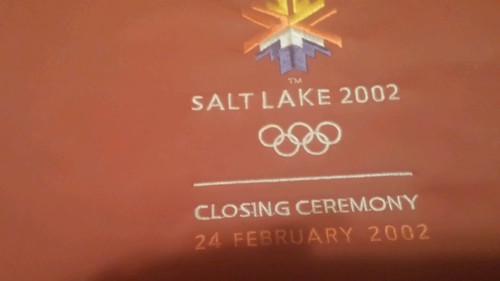 TM
SALT LAKE 2002
CLOSING CEREMONY
24 FEBRUARY 2002